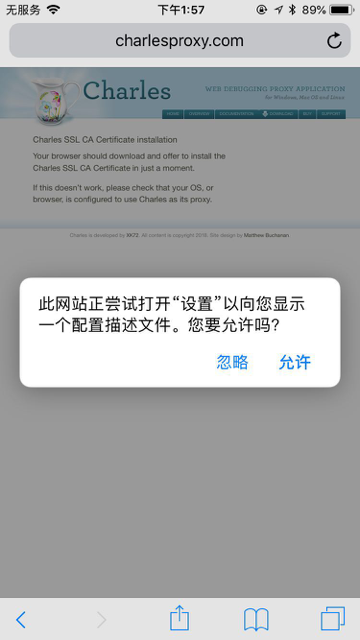 无服务 下午1:57 89%
charlesproxy.com
Charles
WEB DEBUGGING PROXY APPLICATION
for Windows, Mac OS and Linux
HOME OVERVIEW DOCUMENTATION DOWNLOAD BUY SUPPORT
Charles SSL CA Certificate installation
Your browser should download and offer to install the
Charles SSL CA Certificate in just a moment.
If this doesn't work, please check that your OS, or
browser, is configured to use Charles as its proxy.
Charles is developed by XK72. All content is copyright 2016. Site design by Matthew Buchanan.
此网站正尝试打开“设置”以向您显示
一个配置描述文件。您要允许吗?
忽略 允许